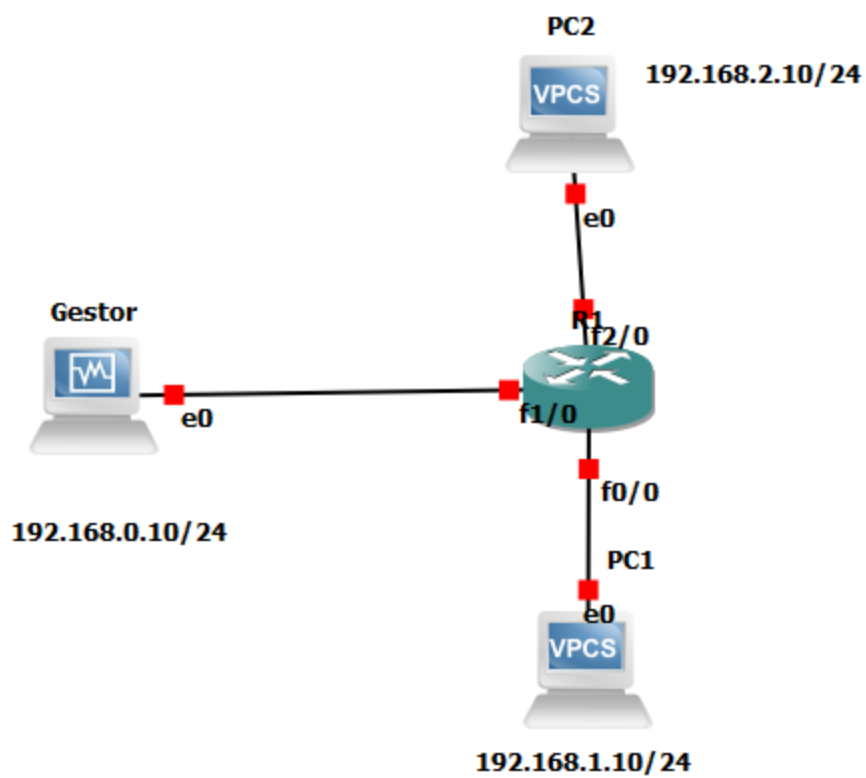 PC2
VPCS
192.168.2.10/24
e0
Gestor
R1
f2/0
e0
f1/0
f0/0
192.168.0.10/24
PC1
e0
VPCS
192.168.1.10/24